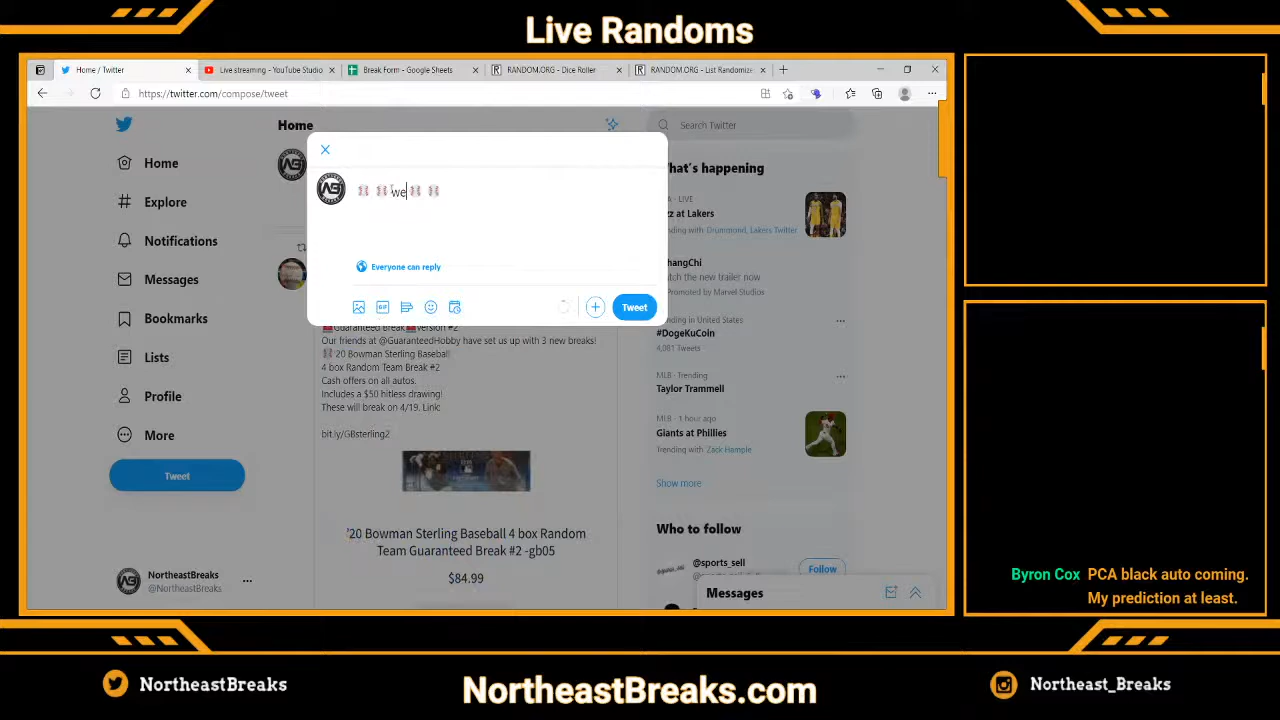 Live Randoms
Home / Twitter
Live streaming - YouTube Studio
Break Form - Google Sheets
RANDOM.ORG - Dice Roller
RANDOM.ORG - List Randomize
https://twitter.com/compose/tweet
Home
Search Twitter
Home
Explore
Notifications
Messages
Bookmarks
Lists
Profile
More
Tweet
NortheastBreaks
@NortheastBreaks
we
Everyone can reply
GIF
Tweet
Guaranteed Break Version #2
Our friends at @GuaranteedHobby have set us up with 3 new breaks!
20 Bowman Sterling Baseball
4 box Random Team Break #2
Cash offers on all autos.
Includes a $50 hitless drawing!
These will break on 4/19. Link:
bit.ly/GBsterling2
'20 Bowman Sterling Baseball 4 box Random
Team Guaranteed Break #2 -gb05
$84.99
What's happening
LIVE
at Lakers
Trending with Drummond, Lakers Twitter
the new trailer now
Promoted by Marvel Studios
Trending in United States
#DogeKuCoin
4,081 Tweets
MLB · Trending
Taylor Trammell
MLB · 1 hour ago
Giants at Phillies
Trending with Zack Hample
Show more
Who to follow
@sports_sell
Follow
Messages
Byron Cox PCA black auto coming.
My prediction at least.
NortheastBreaks
NortheastBreaks.com
Northeast_Breaks